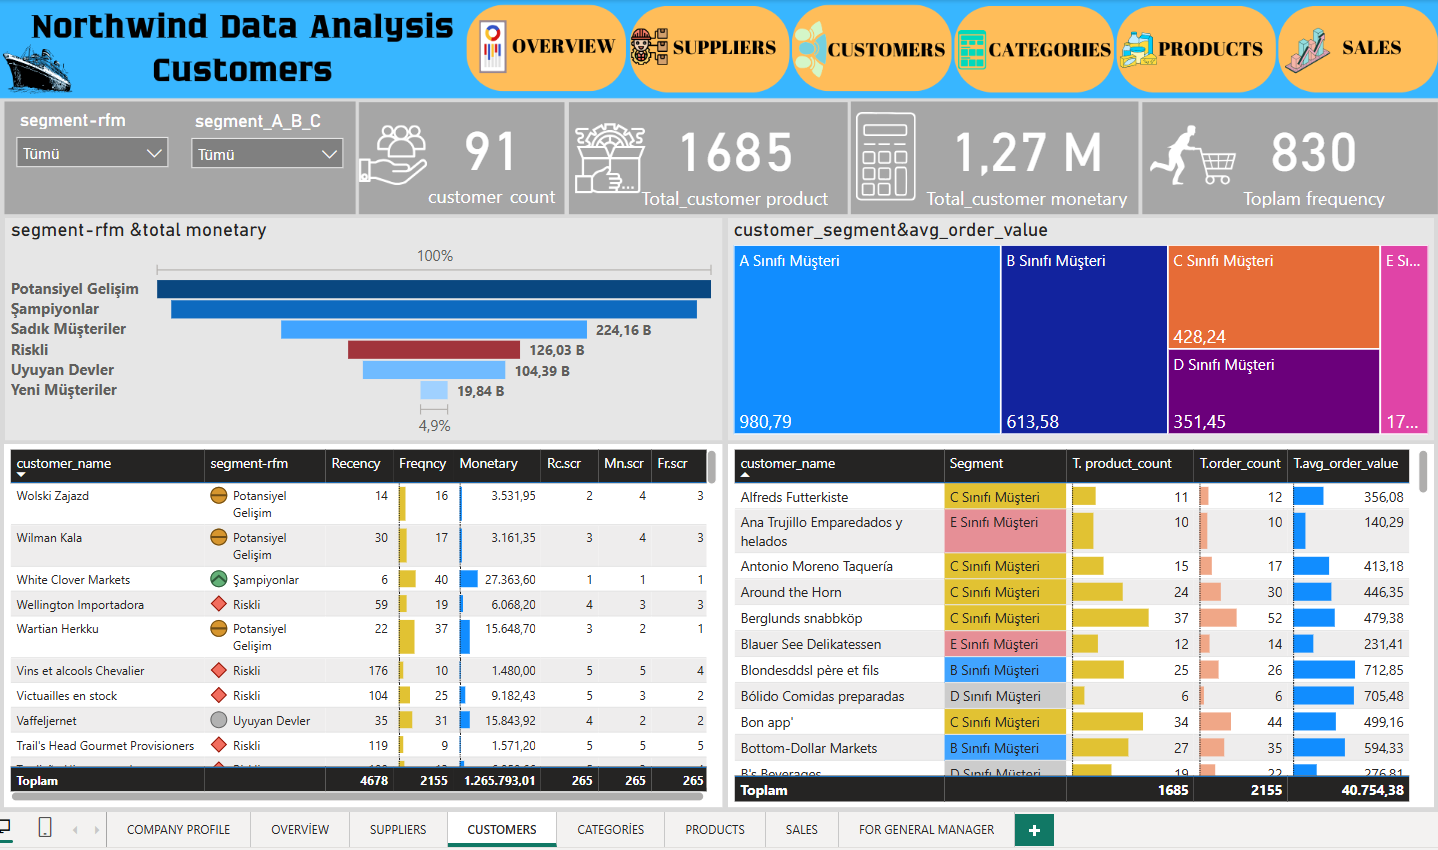 Northwind Data Analysis
Customers
OVERVIEW
SUPPLIERS
CUSTOMERS
CATEGORIES
PRODUCTS
SALES
segment-rfm
Tümü
segment_A_B_C
Tümü
91
customer count
1685
Total_customer product
1,27 M
Total_customer monetary
830
Toplam frequency
segment-rfm &total monetary
100%
Potansiyel Gelişim
Şampiyonlar
Sadık Müşteriler 224,16 B
Riskli 126,03 B
Uyuyan Devler 104,39 B
Yeni Müşteriler 19,84 B
4,9%
customer_segment&avg_order_value
A Sınıfı Müşteri
980,79
B Sınıfı Müşteri
613,58
C Sınıfı Müşteri
428,24
D Sınıfı Müşteri
351,45
E Sı...
17...
customer_name segment-rfm Recency Freqncy Monetary Rc.scr Mn.scr Fr.scr
Wolski Zajazd Potansiyel Gelişim 14 16 3.531,95 2 4 3
Wilman Kala Potansiyel Gelişim 30 17 3.161,35 3 4 3
White Clover Markets Şampiyonlar 6 40 27.363,60 1 1 1
Wellington Importadora Riskli 59 19 6.068,20 4 3 3
Wartian Herkku Potansiyel Gelişim 22 37 15.648,70 3 2 1
Vins et alcools Chevalier Riskli 176 10 1.480,00 5 5 4
Victuailles en stock Riskli 104 25 9.182,43 5 3 2
Vaffeljernet Uyuyan Devler 35 31 15.843,92 4 2 2
Trail's Head Gourmet Provisioners Riskli 119 9 1.571,20 5 5 5
Toplam 4678 2155 1.265.793,01 265 265 265
customer_name Segment T. product_count T.order_count T.avg_order_value
Alfreds Futterkiste C Sınıfı Müşteri 11 12 356,08
Ana Trujillo Emparedados y helados E Sınıfı Müşteri 10 10 140,29
Antonio Moreno Taquería C Sınıfı Müşteri 15 17 413,18
Around the Horn C Sınıfı Müşteri 24 30 446,35
Berglunds snabbköp C Sınıfı Müşteri 37 52 479,38
Blauer See Delikatessen E Sınıfı Müşteri 12 14 231,41
Blondesddsl père et fils B Sınıfı Müşteri 25 26 712,85
Bólido Comidas preparadas D Sınıfı Müşteri 6 6 705,48
Bon app' C Sınıfı Müşteri 34 44 499,16
Bottom-Dollar Markets B Sınıfı Müşteri 27 35 594,33
B's Beverages D Sınıfı Müşteri 19 22 276,81
Toplam 1685 2155 40.754,38
COMPANY PROFILE
OVERVİEW
SUPPLIERS
CUSTOMERS
CATEGORİES
PRODUCTS
SALES
FOR GENERAL MANAGER
+